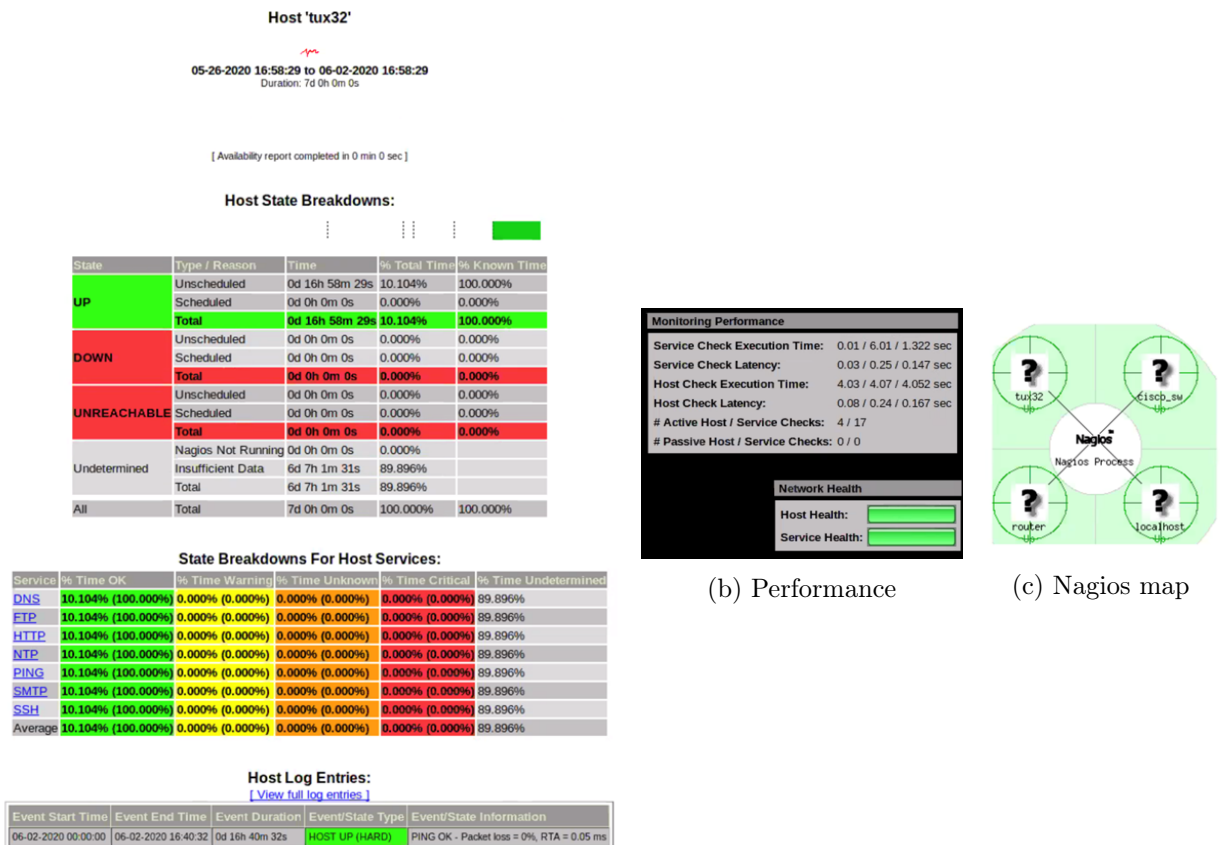 Host 'tux32'
05-26-2020 16:58:29 to 06-02-2020 16:58:29
Duration: 7d 0h 0m 0s
[ Availability report completed in 0 min 0 sec ]
Host State Breakdowns:
State Type / Reason Time % Total Time % Known Time
UP
Unscheduled 0d 16h 58m 29s 10.104% 100.000%
Scheduled 0d 0h 0m 0s 0.000% 0.000%
Total 0d 16h 58m 29s 10.104% 100.000%
DOWN
Unscheduled 0d 0h 0m 0s 0.000% 0.000%
Scheduled 0d 0h 0m 0s 0.000% 0.000%
Total 0d 0h 0m 0s 0.000% 0.000%
UNREACHABLE
Unscheduled 0d 0h 0m 0s 0.000% 0.000%
Scheduled 0d 0h 0m 0s 0.000% 0.000%
Total 0d 0h 0m 0s 0.000% 0.000%
Undetermined
Nagios Not Running 0d 0h 0m 0s 0.000%
Insufficient Data 6d 7h 1m 31s 89.896%
Total 6d 7h 1m 31s 89.896%
All Total 7d 0h 0m 0s 100.000% 100.000%
State Breakdowns For Host Services:
Service % Time OK % Time Warning % Time Unknown % Time Critical % Time Undetermined
DNS 10.104% (100.000%) 0.000% (0.000%) 0.000% (0.000%) 0.000% (0.000%) 89.896%
FTP 10.104% (100.000%) 0.000% (0.000%) 0.000% (0.000%) 0.000% (0.000%) 89.896%
HTTP 10.104% (100.000%) 0.000% (0.000%) 0.000% (0.000%) 0.000% (0.000%) 89.896%
NTP 10.104% (100.000%) 0.000% (0.000%) 0.000% (0.000%) 0.000% (0.000%) 89.896%
PING 10.104% (100.000%) 0.000% (0.000%) 0.000% (0.000%) 0.000% (0.000%) 89.896%
SMTP 10.104% (100.000%) 0.000% (0.000%) 0.000% (0.000%) 0.000% (0.000%) 89.896%
SSH 10.104% (100.000%) 0.000% (0.000%) 0.000% (0.000%) 0.000% (0.000%) 89.896%
Average 10.104% (100.000%) 0.000% (0.000%) 0.000% (0.000%) 0.000% (0.000%) 89.896%
Host Log Entries:
[ View full log entries ]
Event Start Time Event End Time Event Duration Event/State Type Event/State Information
06-02-2020 00:00:00 06-02-2020 16:40:32 0d 16h 40m 32s HOST UP (HARD) PING OK - Packet loss = 0%, RTA = 0.05 ms
Monitoring Performance
Service Check Execution Time: 0.01 / 6.01 / 1.322 sec
Service Check Latency: 0.03 / 0.25 / 0.147 sec
Host Check Execution Time: 4.03 / 4.07 / 4.052 sec
Host Check Latency: 0.08 / 0.24 / 0.167 sec
# Active Host / Service Checks: 4 / 17
# Passive Host / Service Checks: 0 / 0
Network Health
Host Health:
Service Health:
(b) Performance
?
tux32
Up
?
cisco_sw
Up
Nagios
Nagios Process
?
router
Up
?
localhost
Up
(c) Nagios map